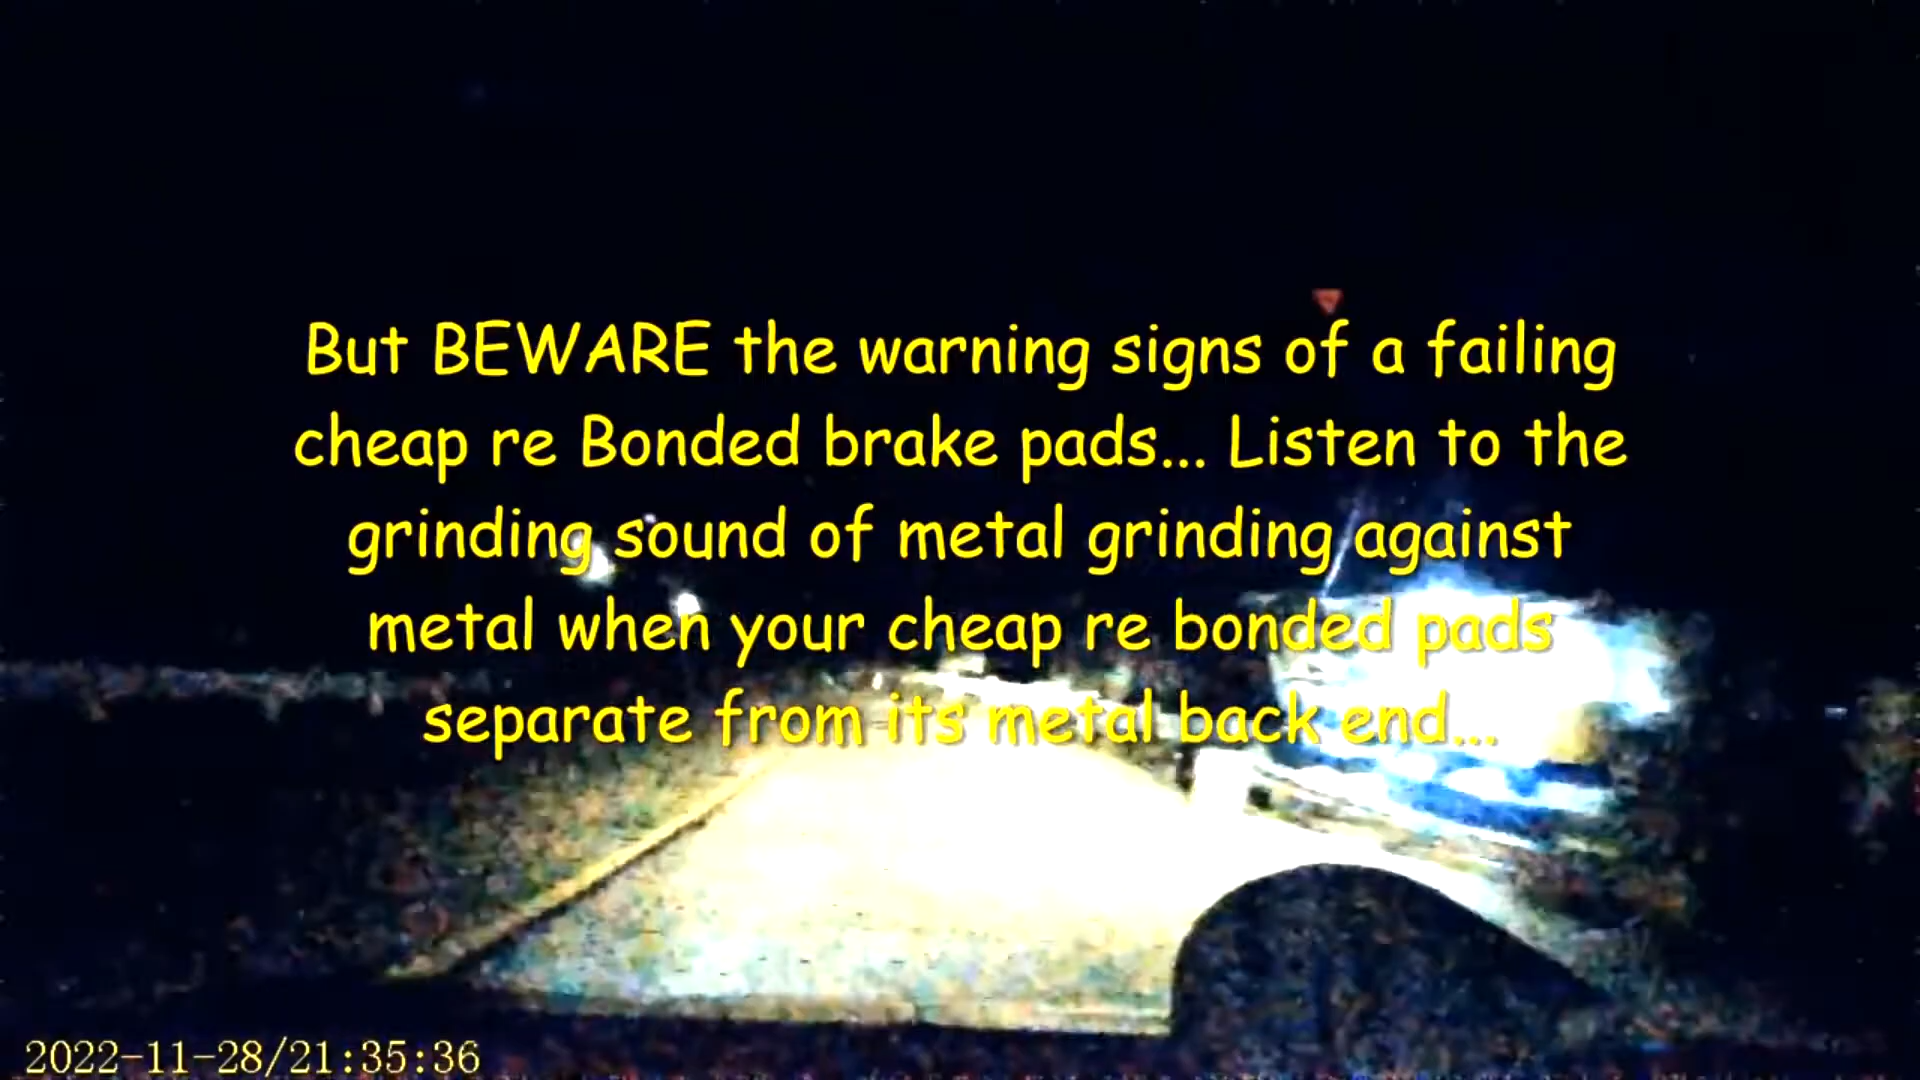 But BEWARE the warning signs of a failing
cheap re Bonded brake pads... Listen to the
grinding sound of metal grinding against
metal when your cheap re bonded pads
separate from its metal back end...
2022-11-28/21:35:36